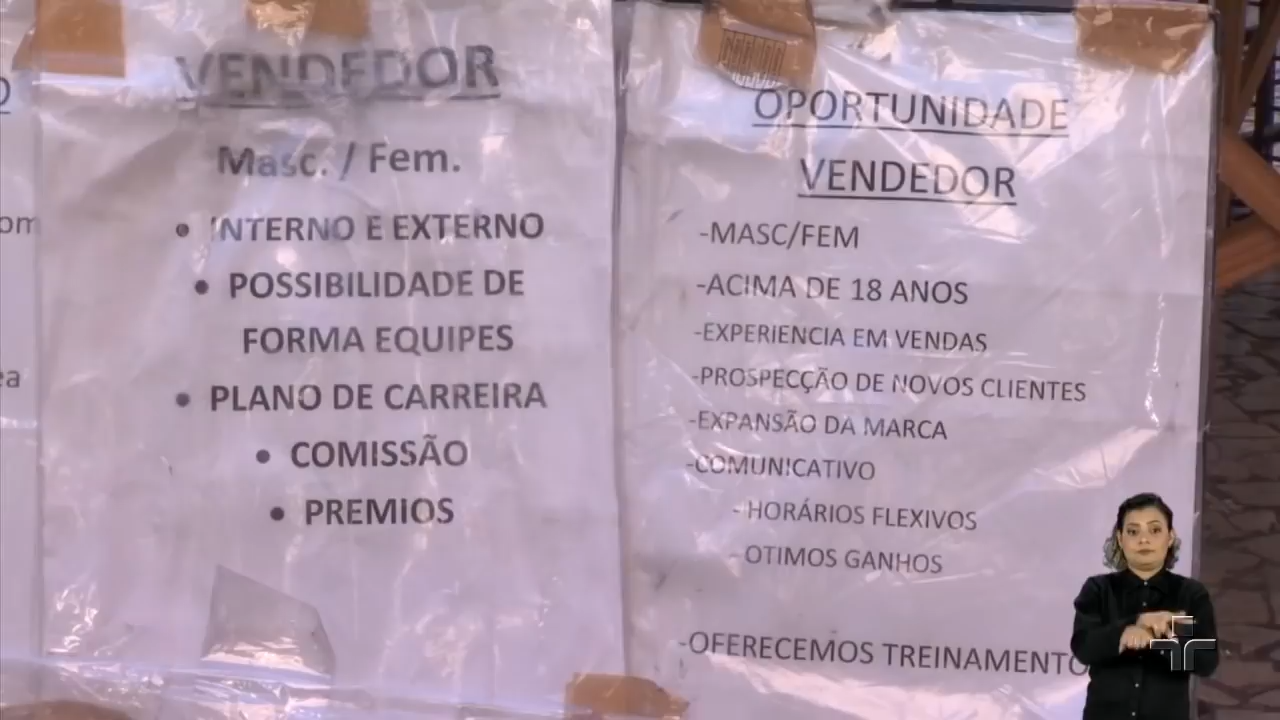 VENDEDOR
Masc. / Fem.
• INTERNO E EXTERNO
• POSSIBILIDADE DE
FORMA EQUIPES
• PLANO DE CARREIRA
• COMISSÃO
• PREMIOS
OPORTUNIDADE
VENDEDOR
-MASC/FEM
-ACIMA DE 18 ANOS
-EXPERIENCIA EM VENDAS
-PROSPECÇÃO DE NOVOS CLIENTES
-EXPANSÃO DA MARCA
-COMUNICATIVO
-HORÁRIOS FLEXIVOS
-OTIMOS GANHOS
-OFERECEMOS TREINAMENTO